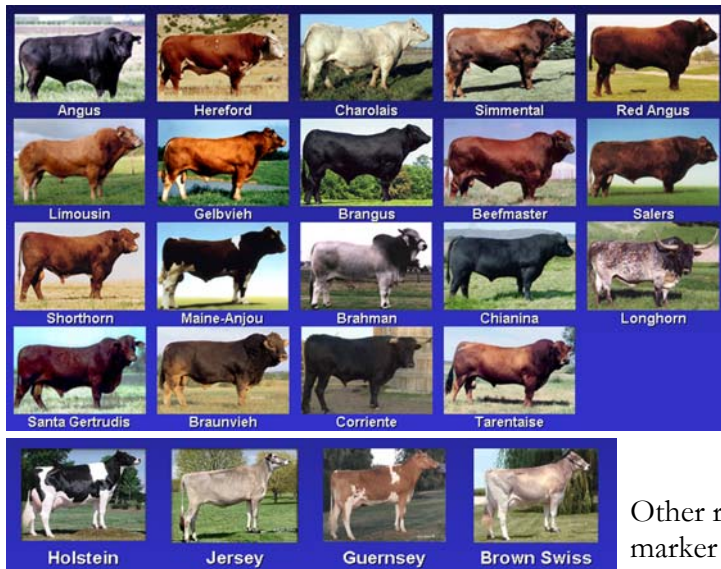 Angus Hereford Charolais Simmental Red Angus
Limousin Gelbvieh Brangus Beefmaster Salers
Shorthorn Maine-Anjou Brahman Chianina Longhorn
Santa Gertrudis Braunvieh Corriente Tarentaise
Holstein Jersey Guernsey Brown Swiss
Other r
marker